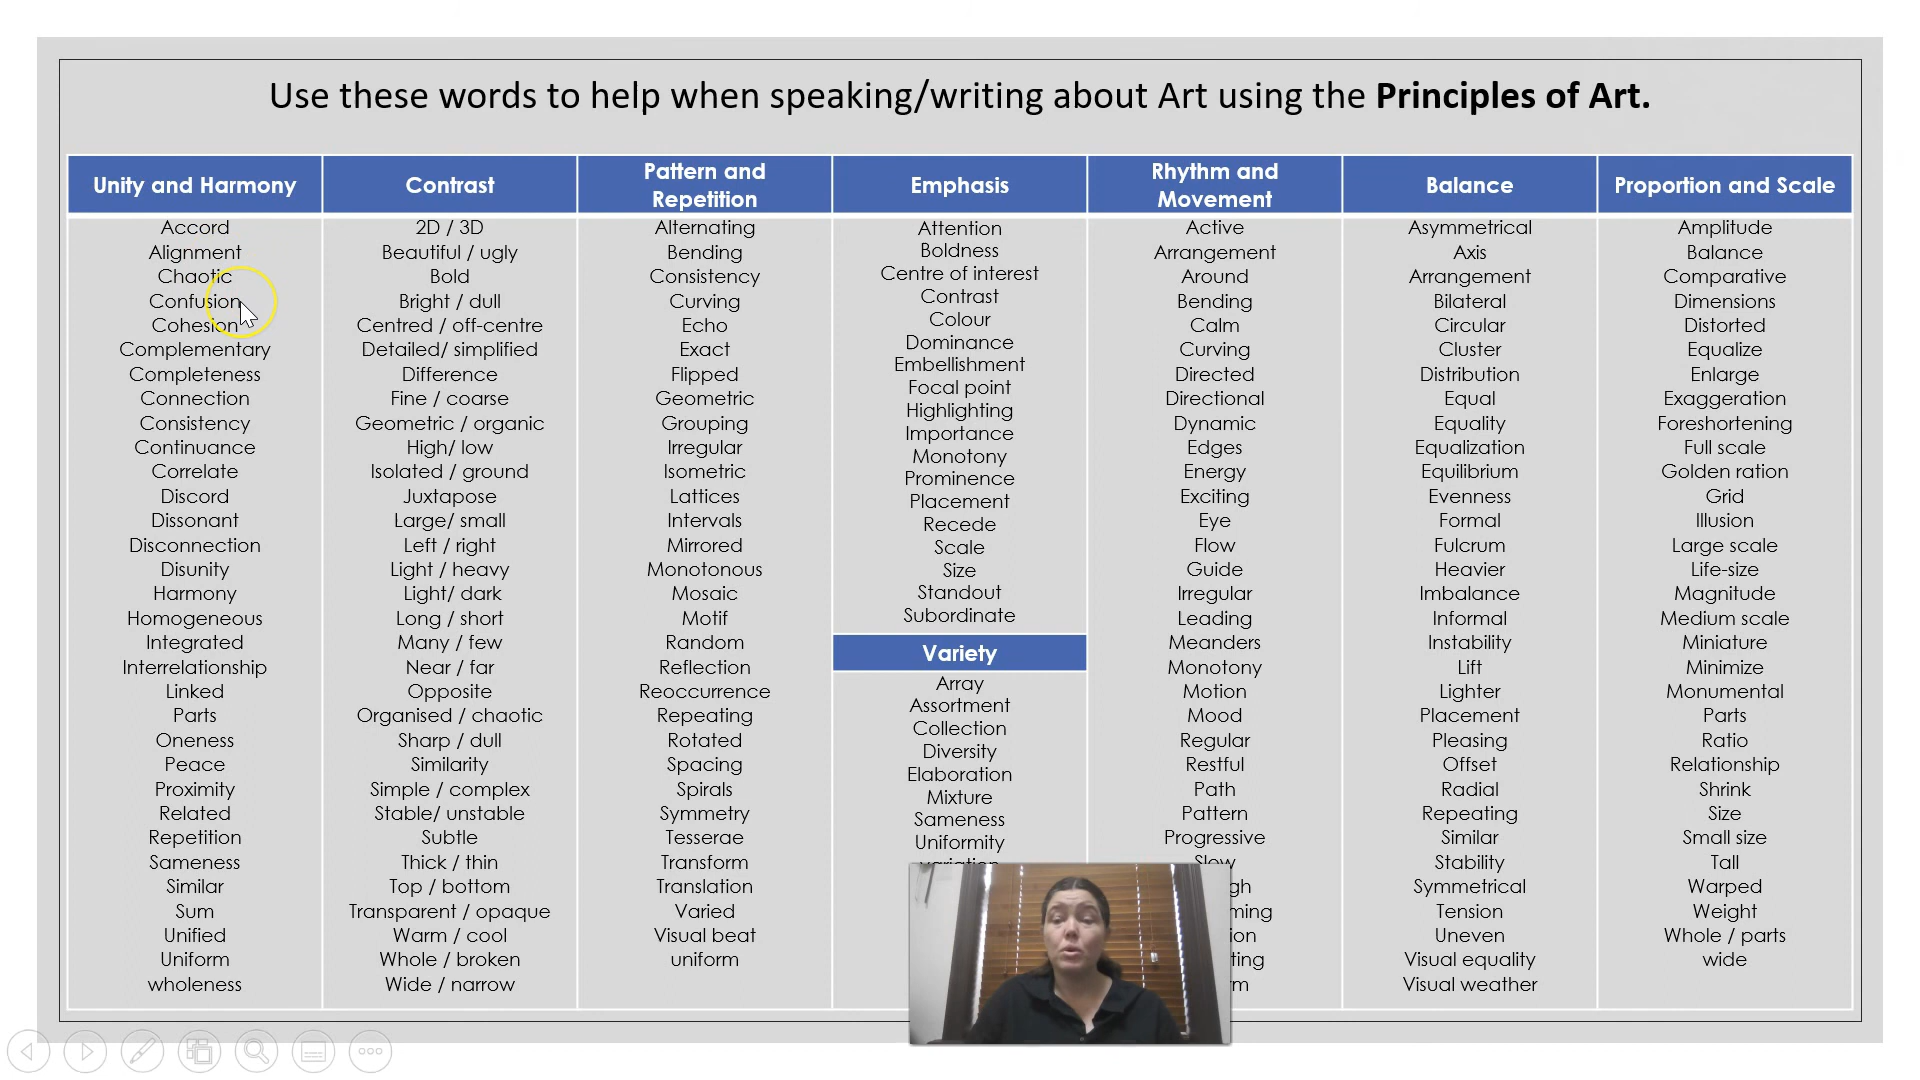 Use these words to help when speaking/writing about Art using the Principles of Art.
Unity and Harmony
Accord
Alignment
Chaotic
Confusion
Cohesion
Complementary
Completeness
Connection
Consistency
Continuance
Correlate
Discord
Dissonant
Disconnection
Disunity
Harmony
Homogeneous
Integrated
Interrelationship
Linked
Parts
Oneness
Peace
Proximity
Related
Repetition
Sameness
Similar
Sum
Unified
Uniform
wholeness
Contrast
2D / 3D
Beautiful / ugly
Bold
Bright / dull
Centred / off-centre
Detailed/ simplified
Difference
Fine / coarse
Geometric / organic
High/ low
Isolated / ground
Juxtapose
Large/ small
Left / right
Light / heavy
Light/ dark
Long / short
Many / few
Near / far
Opposite
Organised / chaotic
Sharp / dull
Similarity
Simple / complex
Stable/ unstable
Subtle
Thick / thin
Top / bottom
Transparent / opaque
Warm / cool
Whole / broken
Wide / narrow
Pattern and
Repetition
Alternating
Bending
Consistency
Curving
Echo
Exact
Flipped
Geometric
Grouping
Irregular
Isometric
Lattices
Intervals
Mirrored
Monotonous
Mosaic
Motif
Random
Reflection
Reoccurrence
Repeating
Rotated
Spacing
Spirals
Symmetry
Tesserae
Transform
Translation
Varied
Visual beat
uniform
Emphasis
Attention
Boldness
Centre of interest
Contrast
Colour
Dominance
Embellishment
Focal point
Highlighting
Importance
Monotony
Prominence
Placement
Recede
Scale
Size
Standout
Subordinate
Variety
Array
Assortment
Collection
Diversity
Elaboration
Mixture
Sameness
Uniformity
Rhythm and
Movement
Active
Arrangement
Around
Bending
Calm
Curving
Directed
Directional
Dynamic
Edges
Energy
Exciting
Eye
Flow
Guide
Irregular
Leading
Meanders
Monotony
Motion
Mood
Regular
Restful
Path
Pattern
Progressive
Slow
Balance
Asymmetrical
Axis
Arrangement
Bilateral
Circular
Cluster
Distribution
Equal
Equality
Equalization
Equilibrium
Evenness
Formal
Fulcrum
Heavier
Imbalance
Informal
Instability
Lift
Lighter
Placement
Pleasing
Offset
Radial
Repeating
Similar
Stability
Symmetrical
Tension
Uneven
Visual equality
Visual weather
Proportion and Scale
Amplitude
Balance
Comparative
Dimensions
Distorted
Equalize
Enlarge
Exaggeration
Foreshortening
Full scale
Golden ration
Grid
Illusion
Large scale
Life-size
Magnitude
Medium scale
Miniature
Minimize
Monumental
Parts
Ratio
Relationship
Shrink
Size
Small size
Tall
Warped
Weight
Whole / parts
wide